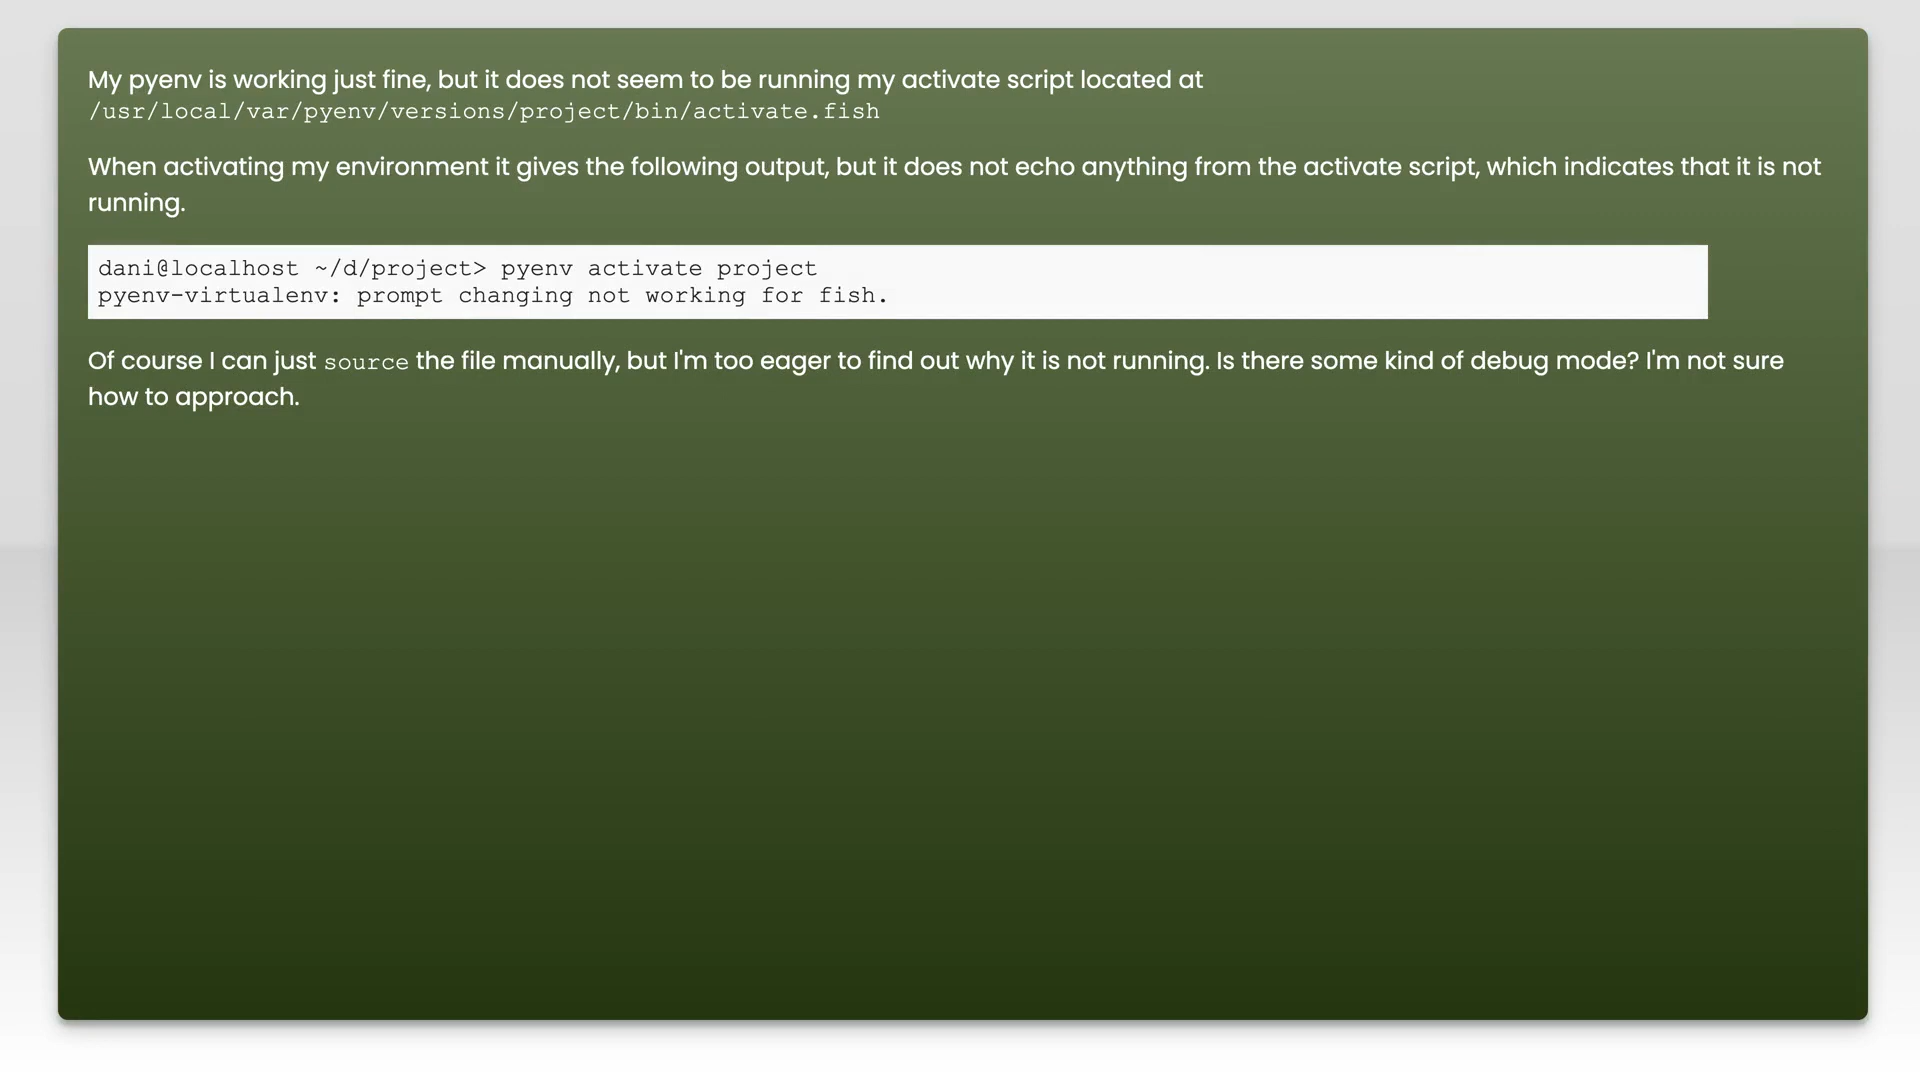 My pyenv is working just fine, but it does not seem to be running my activate script located at
/usr/local/var/pyenv/versions/project/bin/activate.fish
When activating my environment it gives the following output, but it does not echo anything from the activate script, which indicates that it is not
running.
dani@localhost ~/d/project> pyenv activate project
pyenv-virtualenv: prompt changing not working for fish.
Of course I can just source the file manually, but I'm too eager to find out why it is not running. Is there some kind of debug mode? I'm not sure
how to approach.